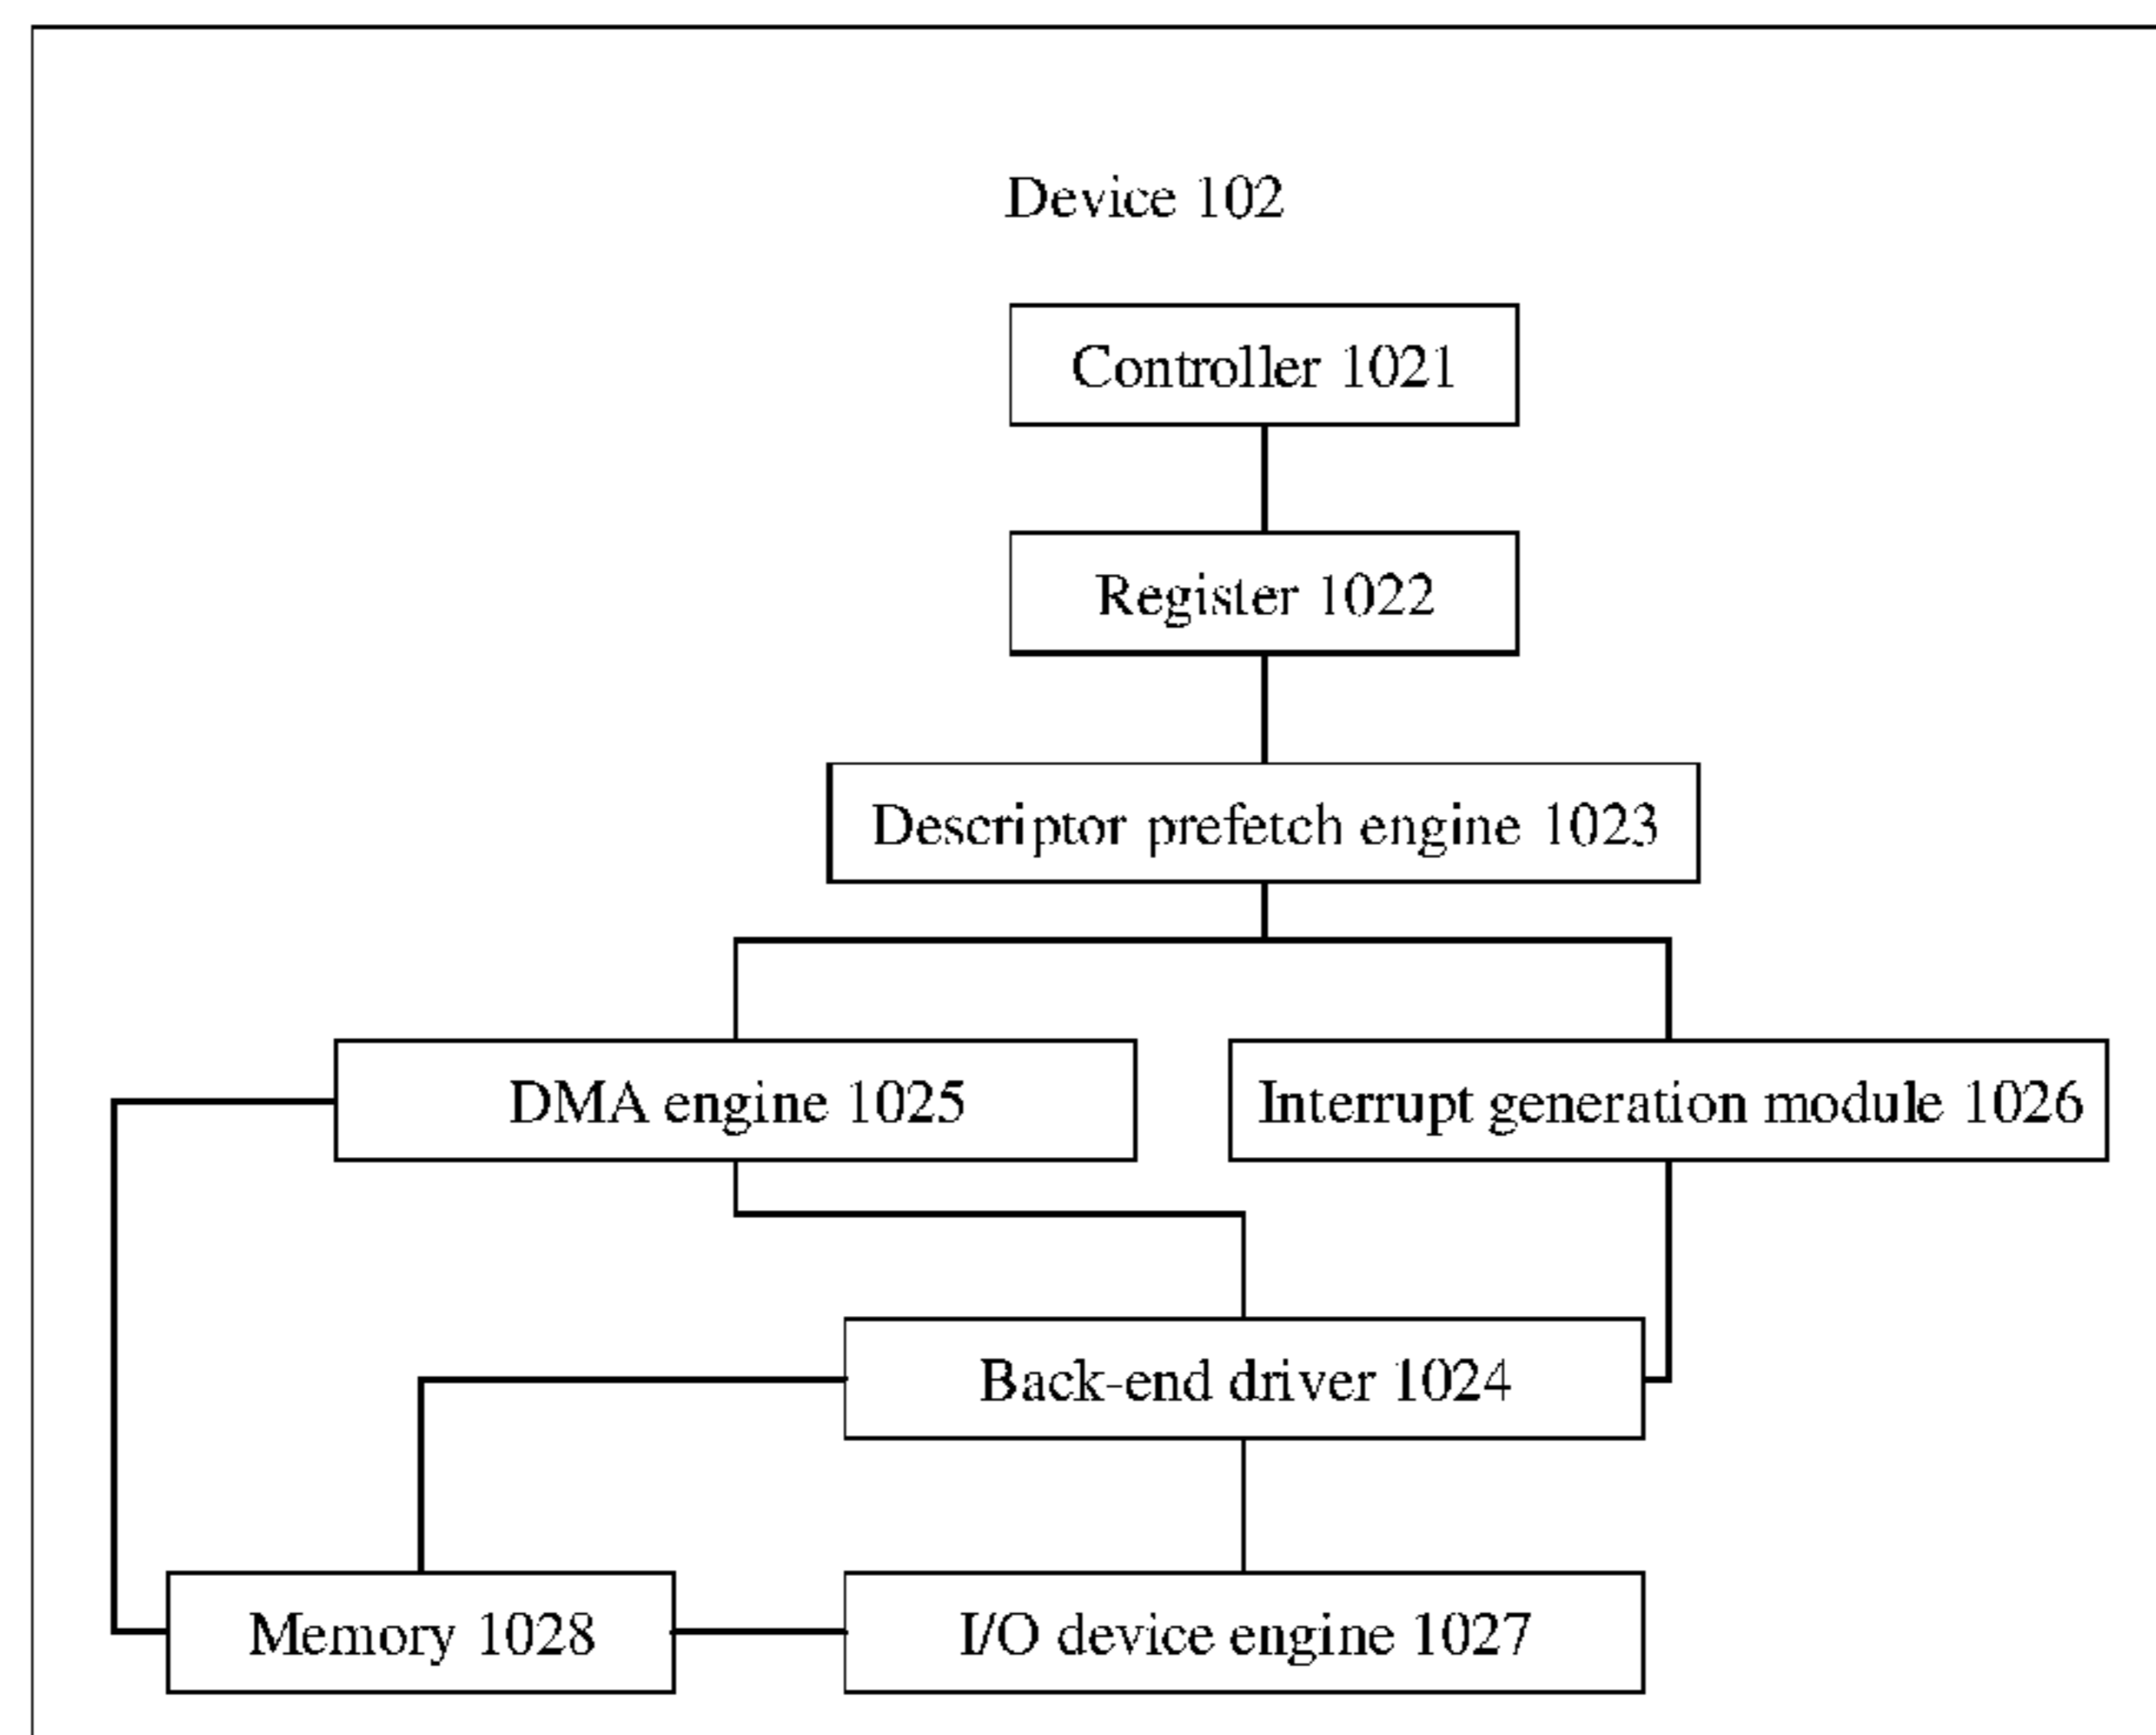 Device 102
Controller 1021
Register 1022
Descriptor prefetch engine 1023
DMA engine 1025
Interrupt generation module 1026
Back-end driver 1024
Memory 1028
I/O device engine 1027